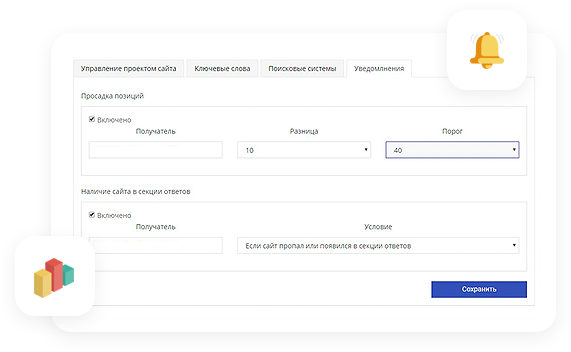 Управление проектом сайта Ключевые слова Поисковые системы Уведомлнения
Просадка позиций
Включено
Получатель Разница Порог
10 40
Наличие сайта в секции ответов
Включено
Получатель Условие
Если сайт пропал или появился в секции ответов
Сохранить